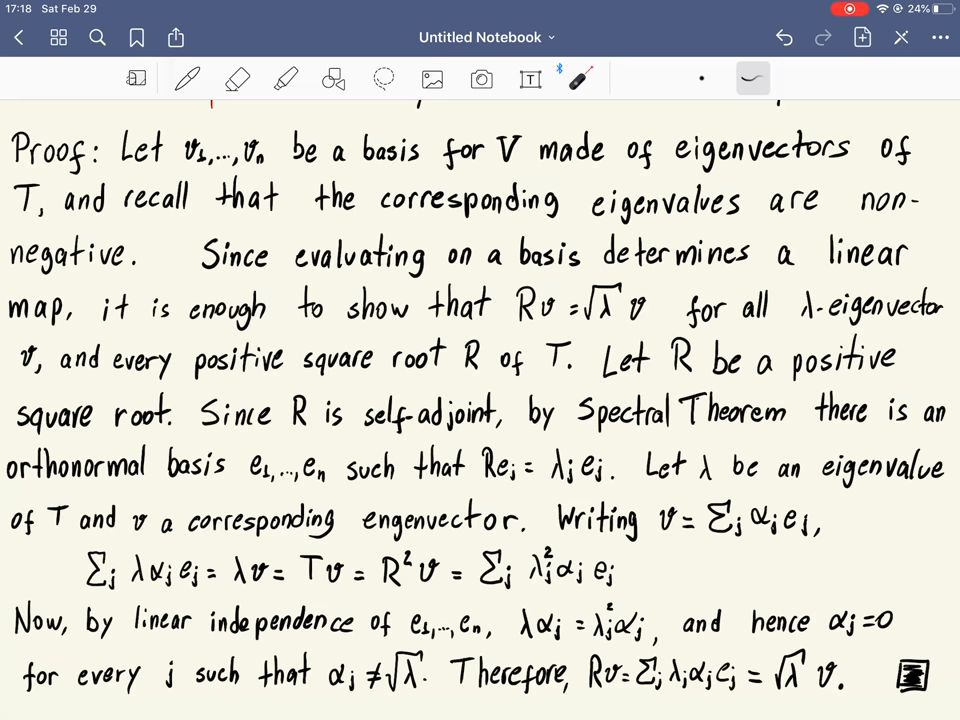 17:18 Sat Feb 29
24%
Untitled Notebook
T
Proof: Let v₁,...,vₙ be a basis for V made of eigenvectors of
T, and recall that the corresponding eigenvalues are non-
negative. Since evaluating on a basis determines a linear
map, it is enough to show that Rv = √λ v for all λ-eigenvector
v, and every positive square root R of T. Let R be a positive
square root. Since R is self-adjoint, by Spectral Theorem there is an
orthonormal basis e₁,...,eₙ such that Reⱼ = λⱼeⱼ. Let λ be an eigenvalue
of T and v a corresponding engenvector. Writing v = Σⱼ αⱼeⱼ,
Σⱼ λαⱼeⱼ = λv = Tv = R²v = Σⱼ λⱼ²αⱼeⱼ
Now, by linear independence of e₁,...,eₙ, λαⱼ = λⱼ²αⱼ, and hence αⱼ=0
for every j such that αⱼ ≠ √λ. Therefore, Rv = Σⱼ λⱼαⱼeⱼ = √λ v.